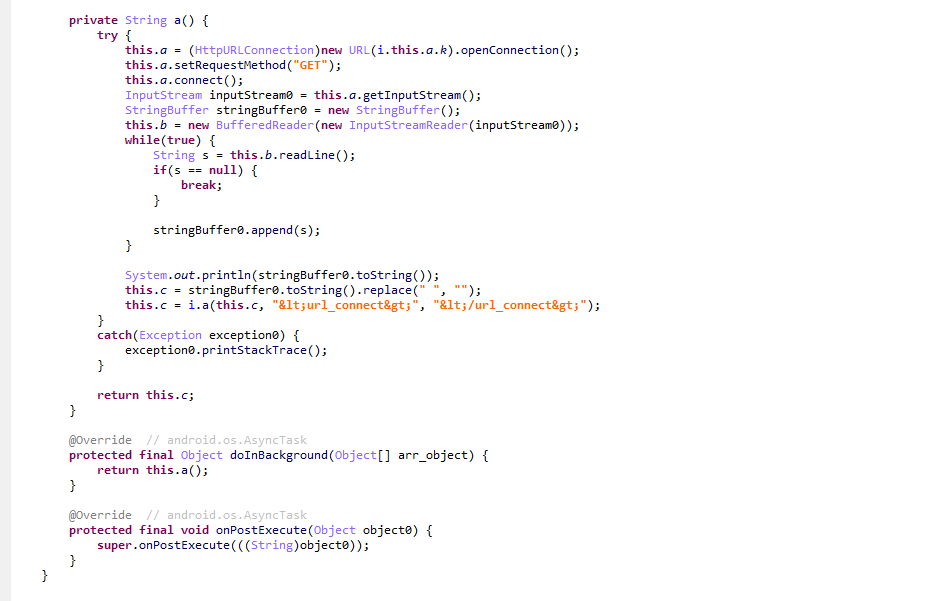 private String a() {
try {
this.a = (HttpURLConnection)new URL(i.this.a.k).openConnection();
this.a.setRequestMethod("GET");
this.a.connect();
InputStream inputStream0 = this.a.getInputStream();
StringBuffer stringBuffer0 = new StringBuffer();
this.b = new BufferedReader(new InputStreamReader(inputStream0));
while(true) {
String s = this.b.readLine();
if(s == null) {
break;
}
stringBuffer0.append(s);
}
System.out.println(stringBuffer0.toString());
this.c = stringBuffer0.toString().replace(" ", "");
this.c = i.a(this.c, "&lt;url_connect&gt;", "&lt;/url_connect&gt;");
}
catch(Exception exception0) {
exception0.printStackTrace();
}
return this.c;
}
@Override  // android.os.AsyncTask
protected final Object doInBackground(Object[] arr_object) {
return this.a();
}
@Override  // android.os.AsyncTask
protected final void onPostExecute(Object object0) {
super.onPostExecute(((String)object0));
}
}